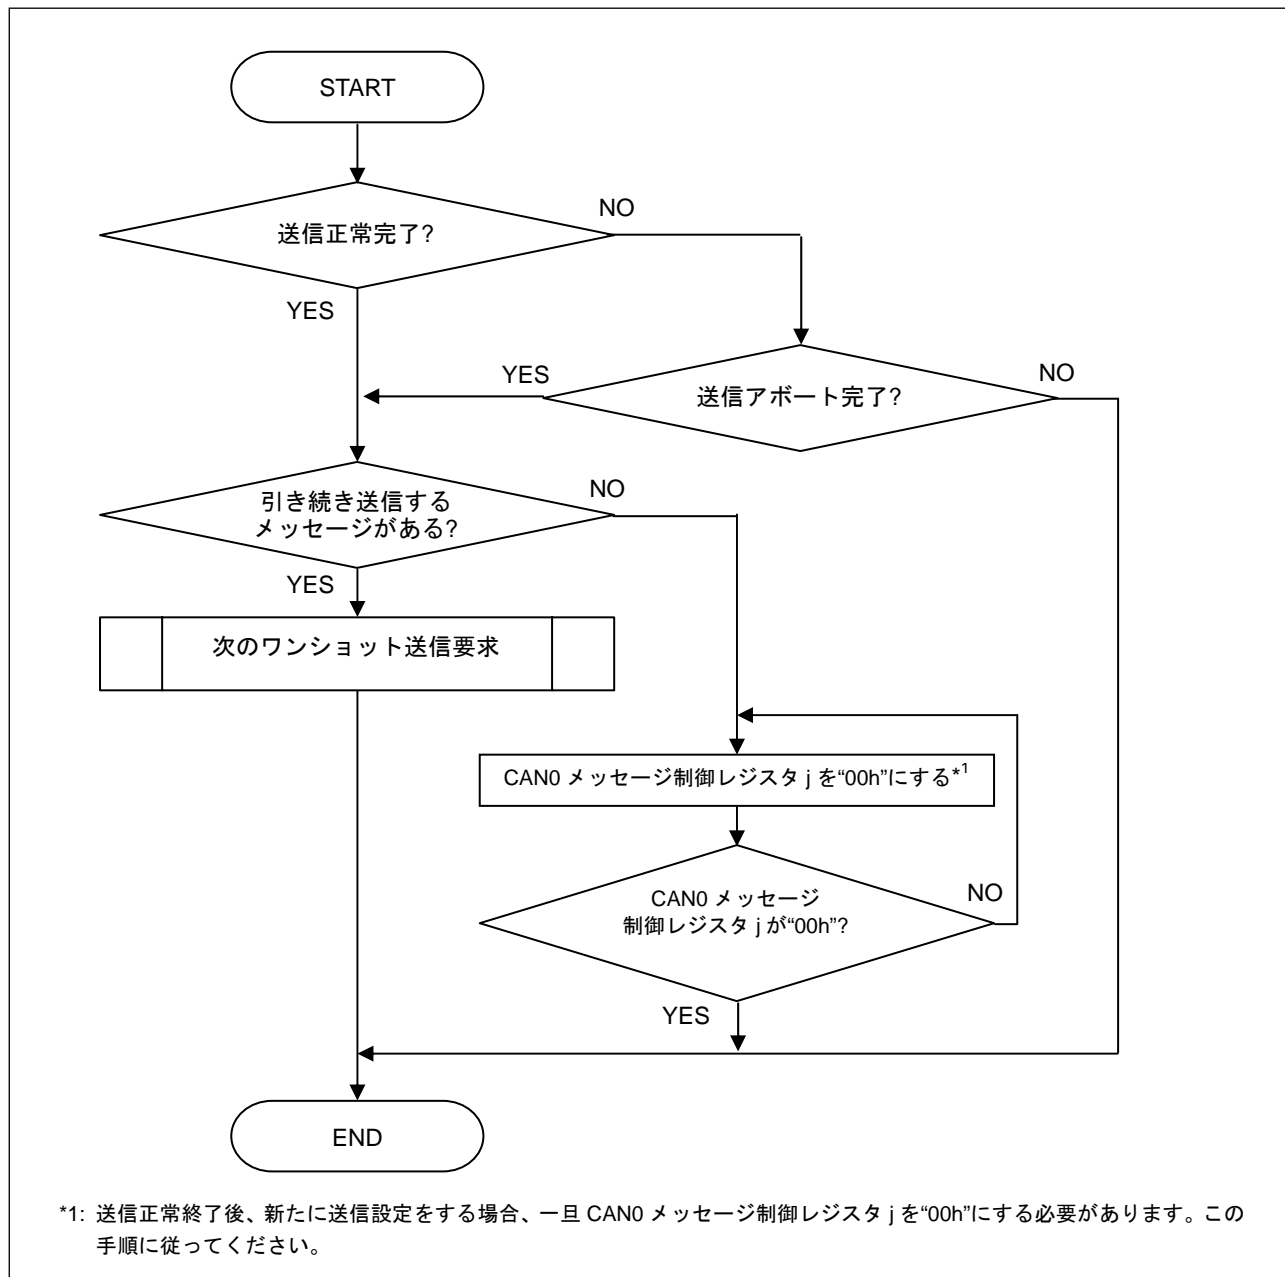 START
送信正常完了?
NO
YES
送信アボート完了?
YES
NO
引き続き送信する
メッセージがある?
NO
YES
次のワンショット送信要求
CAN0 メッセージ制御レジスタ j を“00h”にする*1
CAN0 メッセージ
制御レジスタ j が“00h”?
NO
YES
END
*1: 送信正常終了後、新たに送信設定をする場合、一旦 CAN0 メッセージ制御レジスタ j を“00h”にする必要があります。この
手順に従ってください。